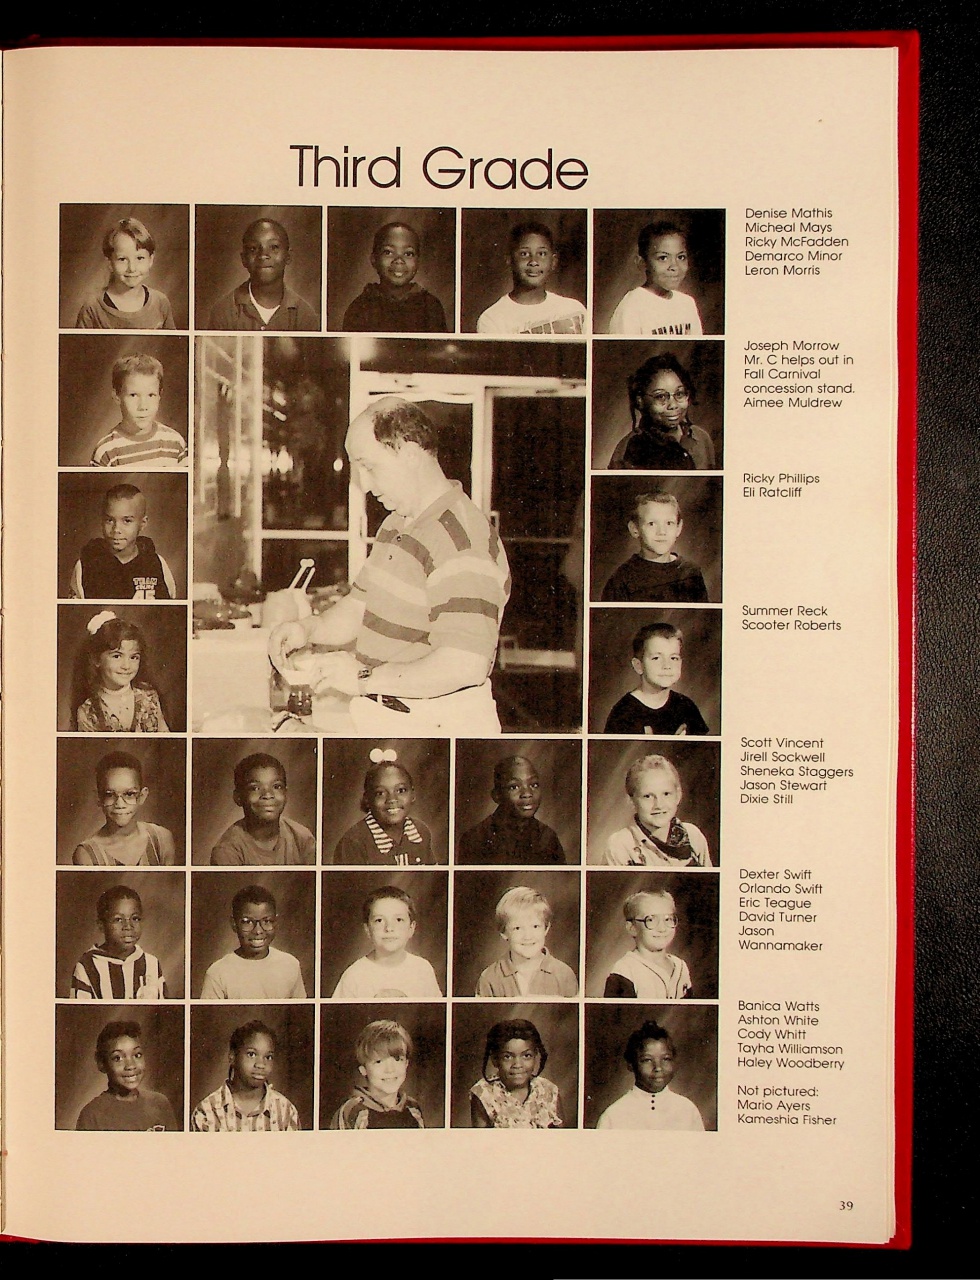 Third Grade
Denise Mathis
Micheal Mays
Ricky McFadden
Demarco Minor
Leron Morris
Joseph Morrow
Mr. C helps out in
Fall Carnival
concession stand.
Aimee Muldrew
Ricky Phillips
Eli Ratcliff
TEAM
Summer Reck
Scooter Roberts
Scott Vincent
Jirell Sockwell
Sheneka Staggers
Jason Stewart
Dixie Still
Dexter Swift
Orlando Swift
Eric Teague
David Turner
Jason
Wannamaker
Banica Watts
Ashton White
Cody Whitt
Tayha Williamson
Haley Woodberry
Not pictured:
Mario Ayers
Kameshia Fisher
39